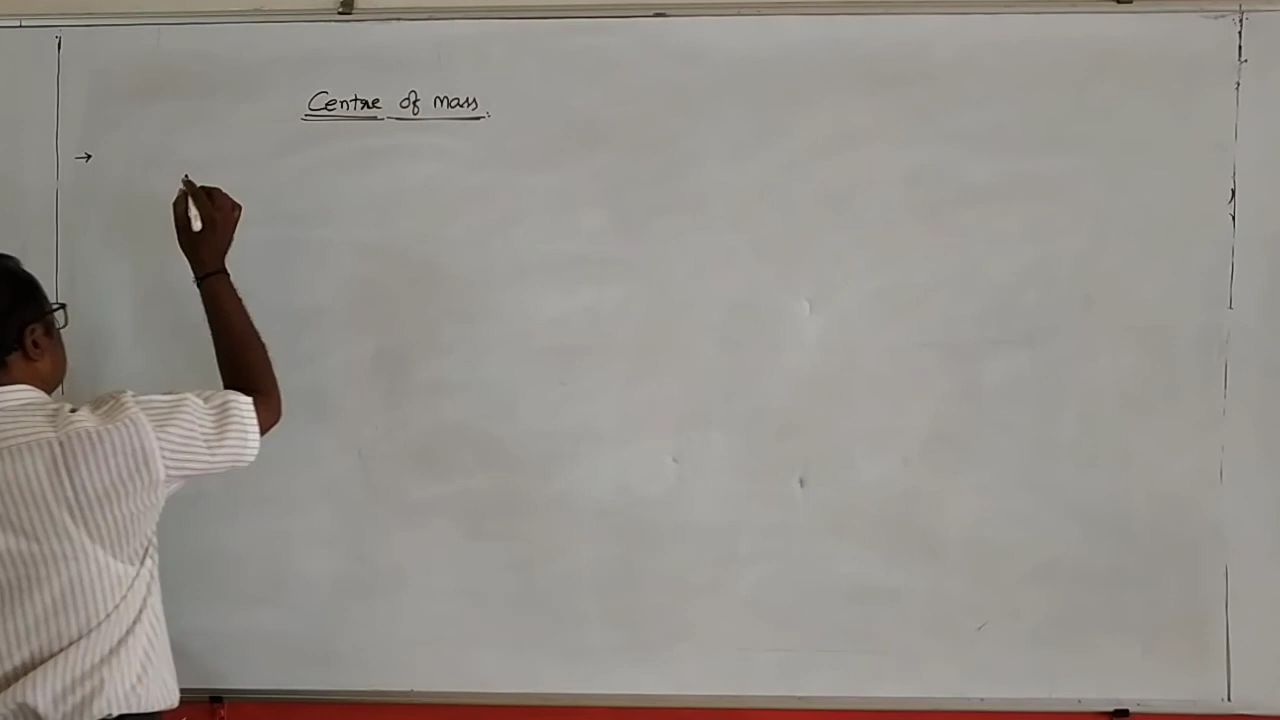 Centre of mass.
→